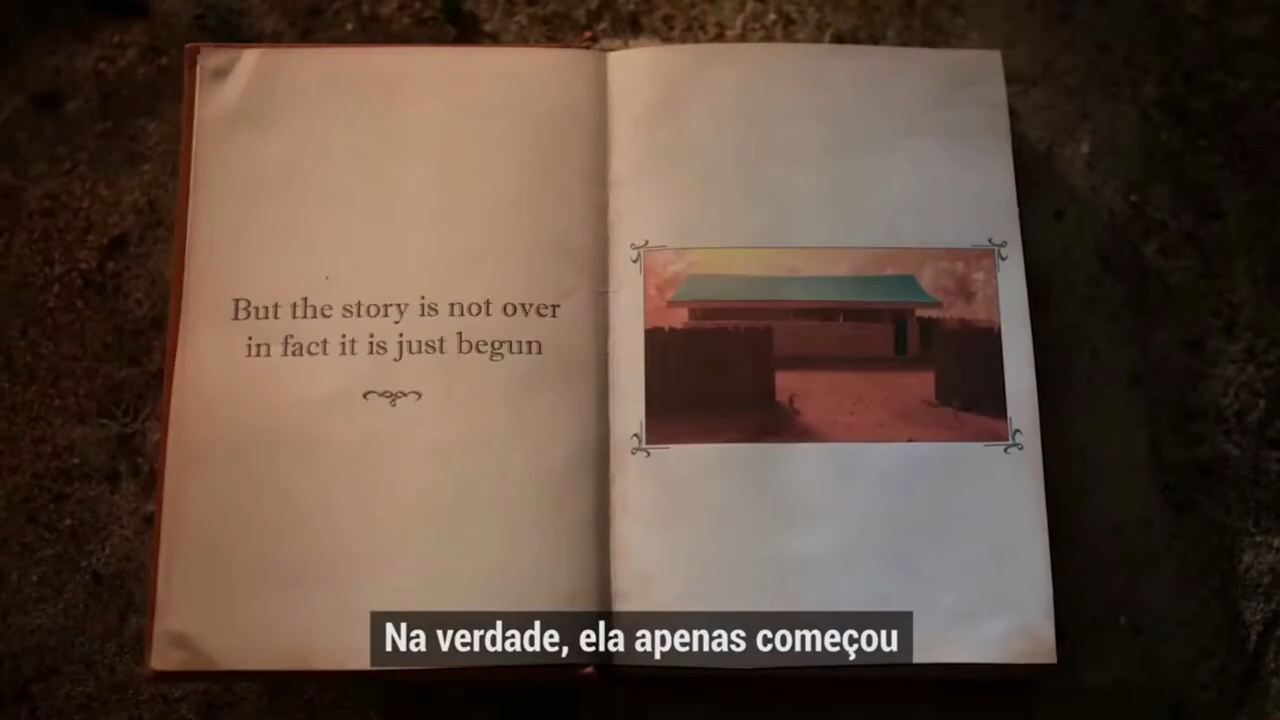 But the story is not over
in fact it is just begun
Na verdade, ela apenas começou